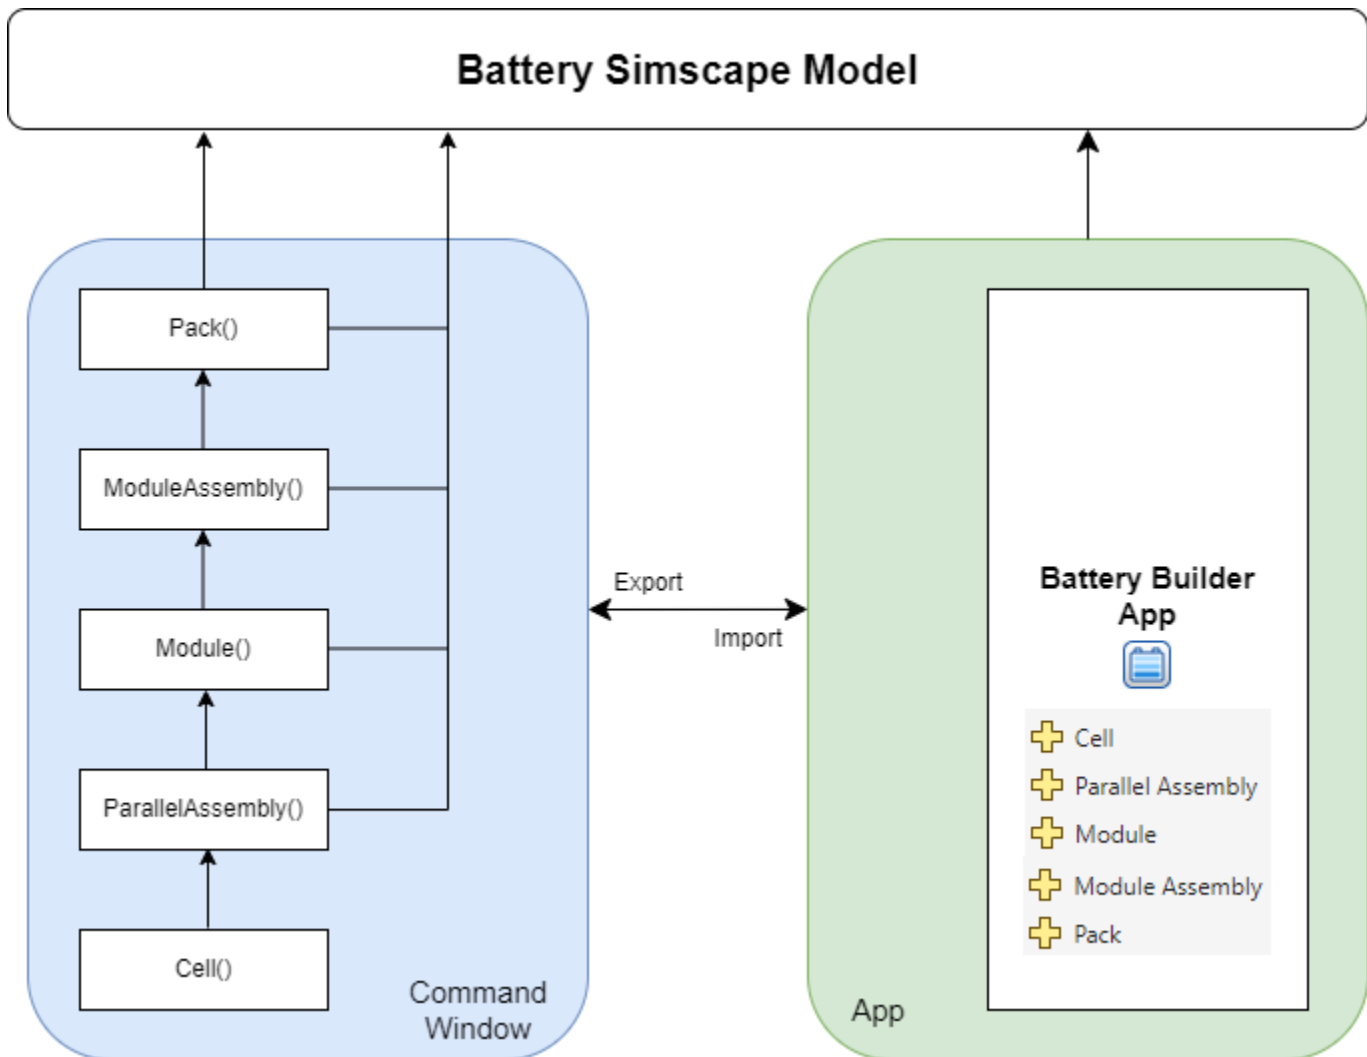 Battery Simscape Model
Pack()
ModuleAssembly()
Module()
ParallelAssembly()
Cell()
Command
Window
Export
Import
Battery Builder
App
Cell
Parallel Assembly
Module
Module Assembly
Pack
App